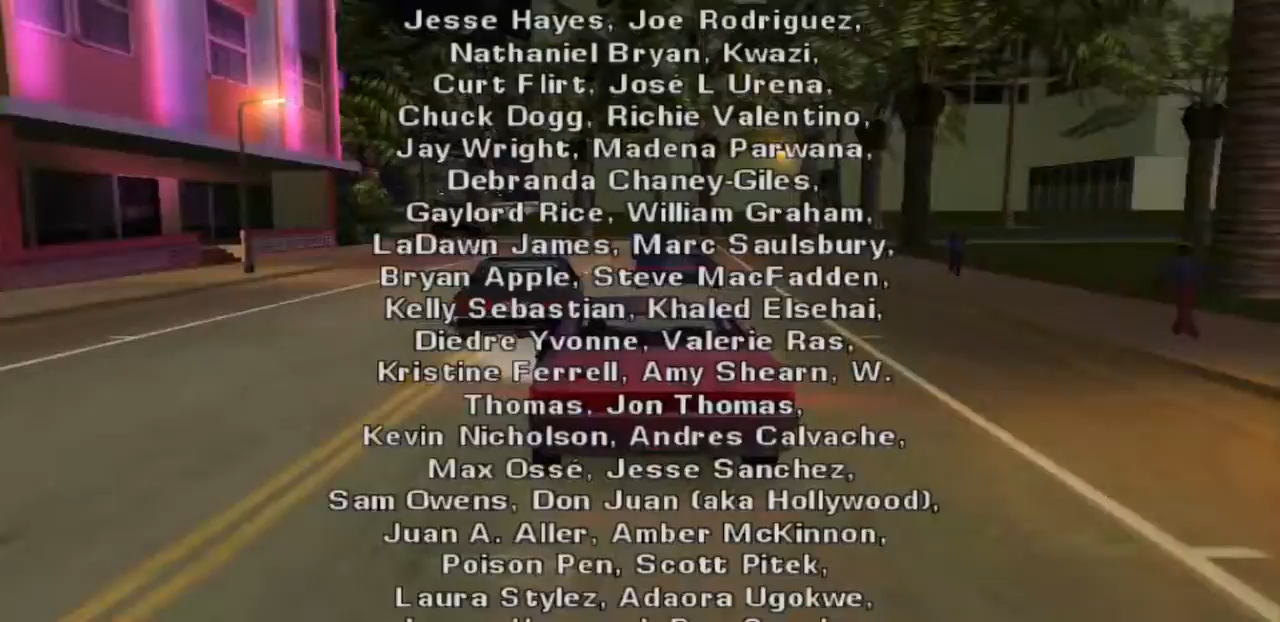 Jesse Hayes, Joe Rodriguez,
Nathaniel Bryan, Kwazi,
Curt Flirt, José L Urena,
Chuck Dogg, Richie Valentino,
Jay Wright, Madena Parwana,
Debranda Chaney-Giles,
Gaylord Rice, William Graham,
LaDawn James, Marc Saulsbury,
Bryan Apple, Steve MacFadden,
Kelly Sebastian, Khaled Elsehai,
Diedre Yvonne, Valerie Ras,
Kristine Ferrell, Amy Shearn, W.
Thomas, Jon Thomas,
Kevin Nicholson, Andres Calvache,
Max Ossé, Jesse Sanchez,
Sam Owens, Don Juan (aka Hollywood),
Juan A. Aller, Amber McKinnon,
Poison Pen, Scott Pitek,
Laura Stylez, Adaora Ugokwe,